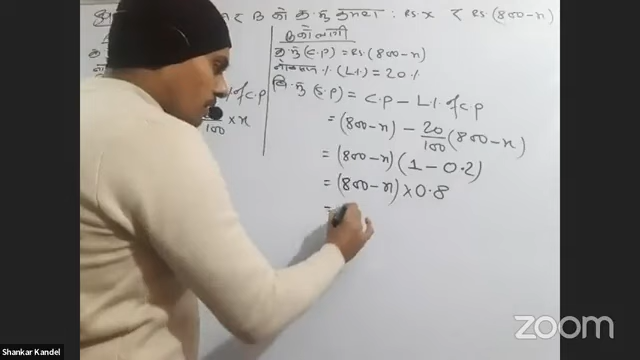 र B को क्र. मु. क्रमशः : Rs. x र Rs. (800-x)
B को लागी
क्र. मु. (C.P) = Rs. (800-x)
नोक्सान % (L%) = 20%
वि. मु. (S.P) = C.P - L% of C.P
% of C.P
= (800-x) - 20/100 (800-x)
/100 × x
= (800-x) (1-0.2)
= (800-x) × 0.8
=
Shankar Kandel
zoom